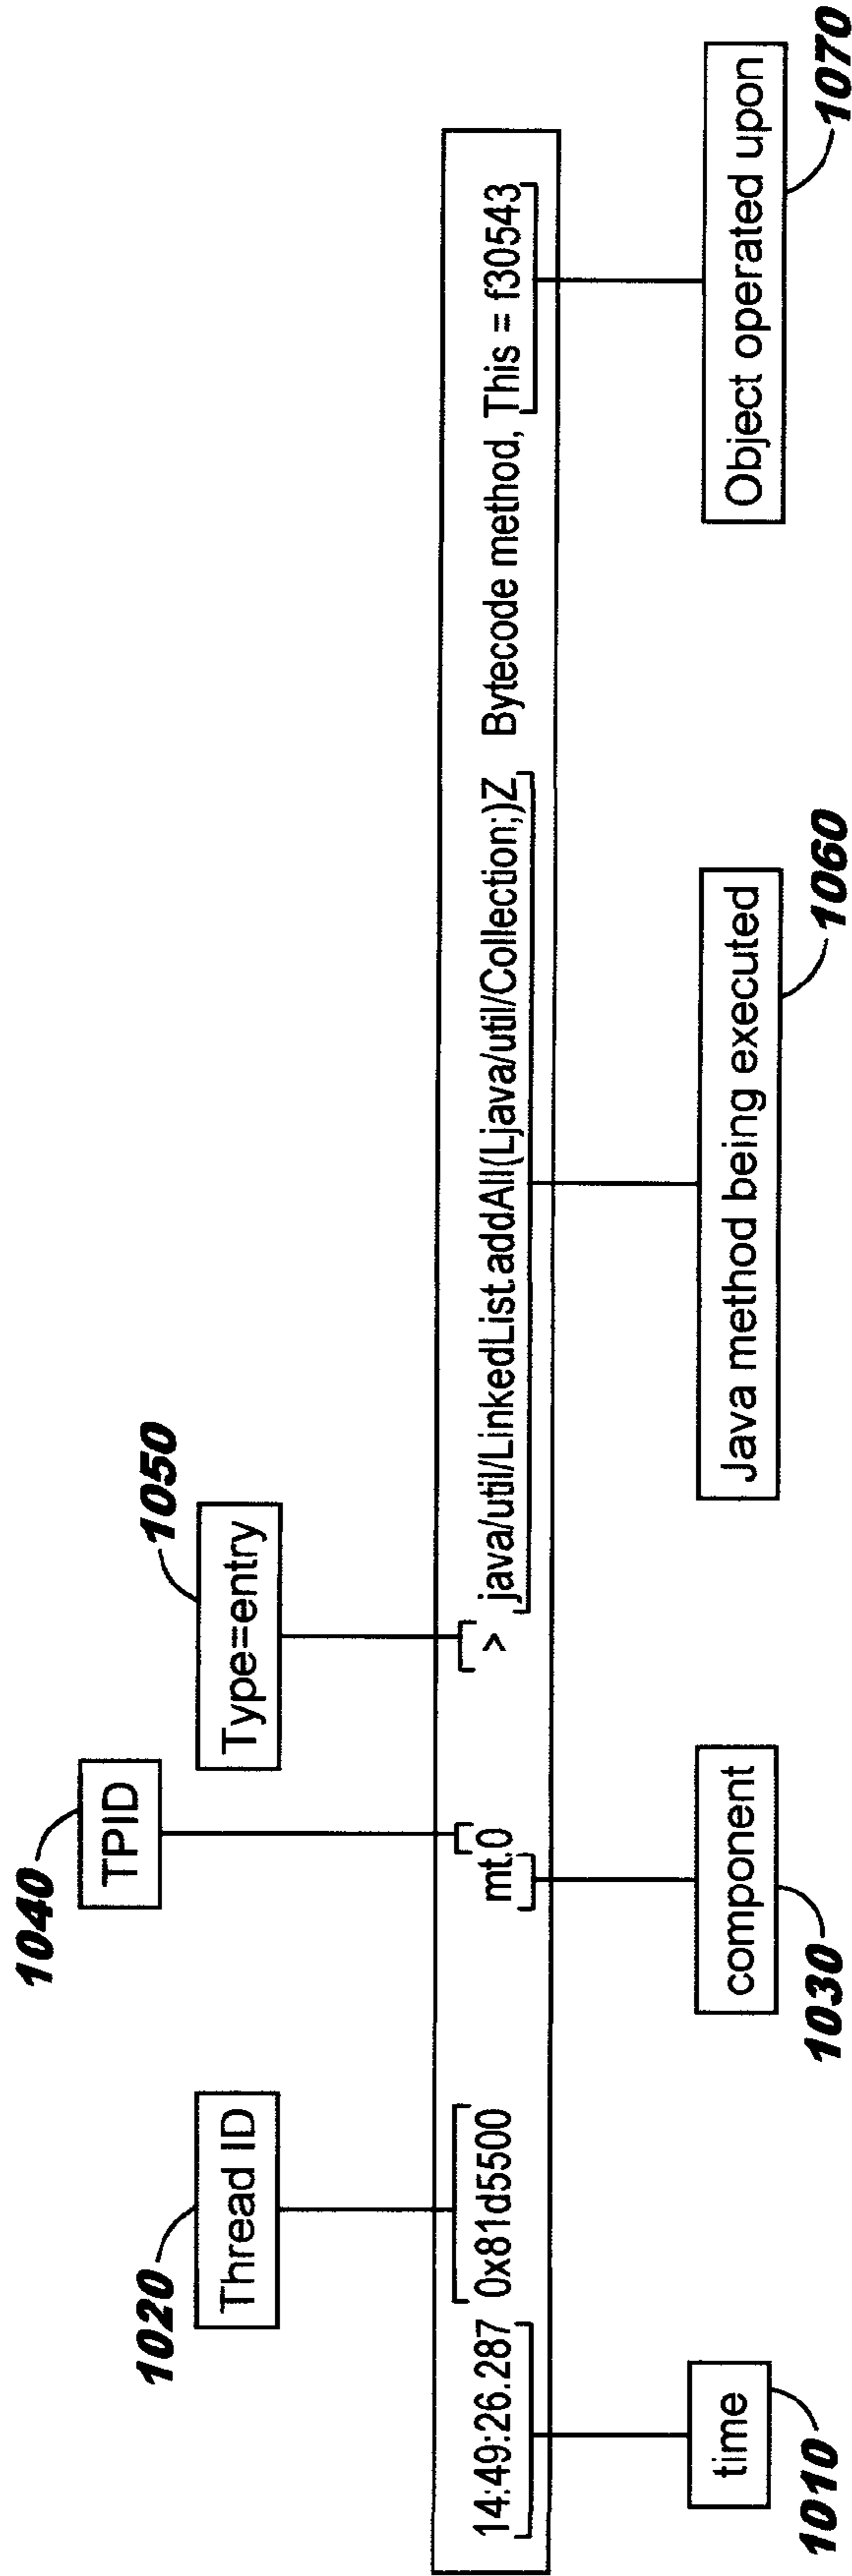 1040
TPID
1020
Thread ID
1050
Type=entry
14:49:26.287 0x81d5500 mt.0 > java/util/LinkedList.addAll(Ljava/util/Collection;)Z Bytecode method, This = f30543
time
1010
component
1030
Java method being executed
1060
Object operated upon
1070